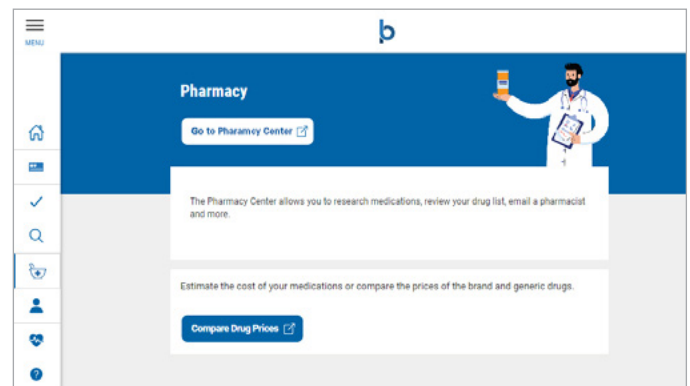 MENU
Pharmacy
Go to Pharamcy Center
The Pharmacy Center allows you to research medications, review your drug list, email a pharmacist
and more.
Estimate the cost of your medications or compare the prices of the brand and generic drugs.
Compare Drug Prices